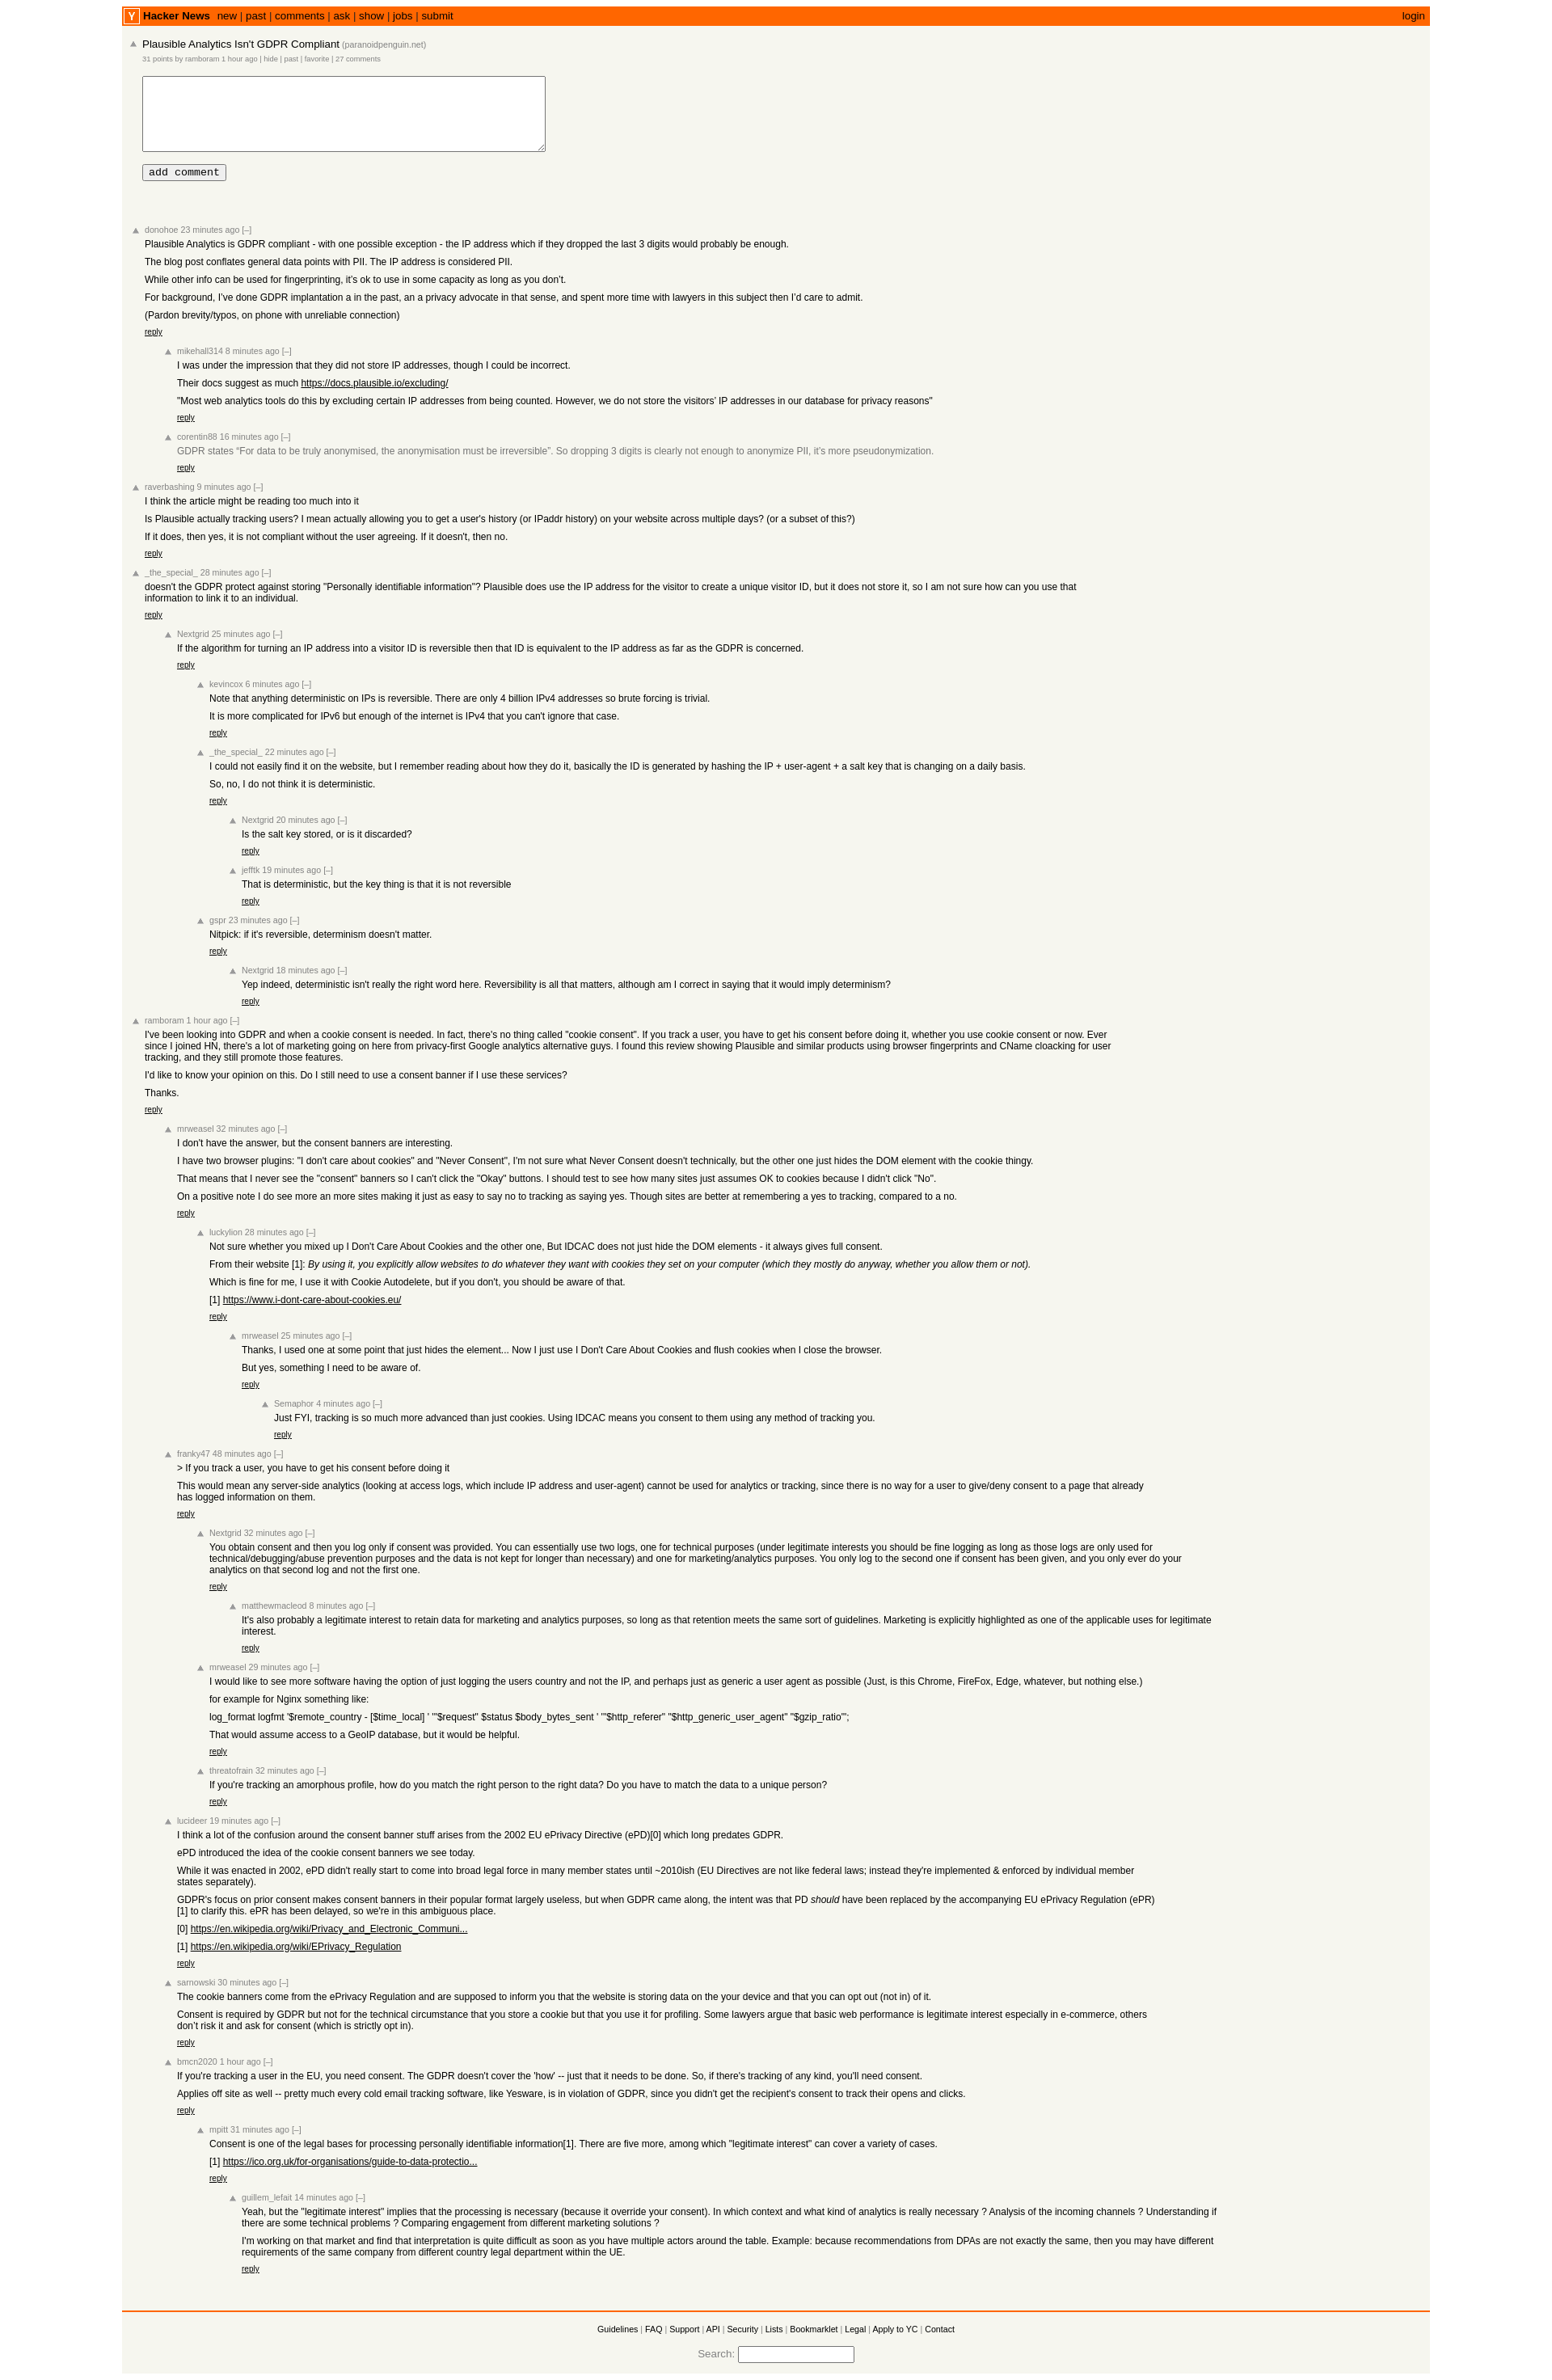 Y Hacker News new | past | comments | ask | show | jobs | submit login
Plausible Analytics Isn't GDPR Compliant (paranoidpenguin.net)
31 points by ramboram 1 hour ago | hide | past | favorite | 27 comments
add comment
donohoe 23 minutes ago [–]
Plausible Analytics is GDPR compliant - with one possible exception - the IP address which if they dropped the last 3 digits would probably be enough.
The blog post conflates general data points with PII. The IP address is considered PII.
While other info can be used for fingerprinting, it’s ok to use in some capacity as long as you don’t.
For background, I’ve done GDPR implantation a in the past, an a privacy advocate in that sense, and spent more time with lawyers in this subject then I’d care to admit.
(Pardon brevity/typos, on phone with unreliable connection)
reply
mikehall314 8 minutes ago [–]
I was under the impression that they did not store IP addresses, though I could be incorrect.
Their docs suggest as much https://docs.plausible.io/excluding/
"Most web analytics tools do this by excluding certain IP addresses from being counted. However, we do not store the visitors’ IP addresses in our database for privacy reasons"
reply
corentin88 16 minutes ago [–]
GDPR states “For data to be truly anonymised, the anonymisation must be irreversible”. So dropping 3 digits is clearly not enough to anonymize PII, it’s more pseudonymization.
reply
raverbashing 9 minutes ago [–]
I think the article might be reading too much into it
Is Plausible actually tracking users? I mean actually allowing you to get a user's history (or IPaddr history) on your website across multiple days? (or a subset of this?)
If it does, then yes, it is not compliant without the user agreeing. If it doesn't, then no.
reply
_the_special_ 28 minutes ago [–]
doesn't the GDPR protect against storing "Personally identifiable information"? Plausible does use the IP address for the visitor to create a unique visitor ID, but it does not store it, so I am not sure how can you use that
information to link it to an individual.
reply
Nextgrid 25 minutes ago [–]
If the algorithm for turning an IP address into a visitor ID is reversible then that ID is equivalent to the IP address as far as the GDPR is concerned.
reply
kevincox 6 minutes ago [–]
Note that anything deterministic on IPs is reversible. There are only 4 billion IPv4 addresses so brute forcing is trivial.
It is more complicated for IPv6 but enough of the internet is IPv4 that you can't ignore that case.
reply
_the_special_ 22 minutes ago [–]
I could not easily find it on the website, but I remember reading about how they do it, basically the ID is generated by hashing the IP + user-agent + a salt key that is changing on a daily basis.
So, no, I do not think it is deterministic.
reply
Nextgrid 20 minutes ago [–]
Is the salt key stored, or is it discarded?
reply
jefftk 19 minutes ago [–]
That is deterministic, but the key thing is that it is not reversible
reply
gspr 23 minutes ago [–]
Nitpick: if it's reversible, determinism doesn't matter.
reply
Nextgrid 18 minutes ago [–]
Yep indeed, deterministic isn't really the right word here. Reversibility is all that matters, although am I correct in saying that it would imply determinism?
reply
ramboram 1 hour ago [–]
I've been looking into GDPR and when a cookie consent is needed. In fact, there's no thing called "cookie consent". If you track a user, you have to get his consent before doing it, whether you use cookie consent or now. Ever
since I joined HN, there's a lot of marketing going on here from privacy-first Google analytics alternative guys. I found this review showing Plausible and similar products using browser fingerprints and CName cloacking for user
tracking, and they still promote those features.
I'd like to know your opinion on this. Do I still need to use a consent banner if I use these services?
Thanks.
reply
mrweasel 32 minutes ago [–]
I don't have the answer, but the consent banners are interesting.
I have two browser plugins: "I don't care about cookies" and "Never Consent", I'm not sure what Never Consent doesn't technically, but the other one just hides the DOM element with the cookie thingy.
That means that I never see the "consent" banners so I can't click the "Okay" buttons. I should test to see how many sites just assumes OK to cookies because I didn't click "No".
On a positive note I do see more an more sites making it just as easy to say no to tracking as saying yes. Though sites are better at remembering a yes to tracking, compared to a no.
reply
luckylion 28 minutes ago [–]
Not sure whether you mixed up I Don't Care About Cookies and the other one, But IDCAC does not just hide the DOM elements - it always gives full consent.
From their website [1]: By using it, you explicitly allow websites to do whatever they want with cookies they set on your computer (which they mostly do anyway, whether you allow them or not).
Which is fine for me, I use it with Cookie Autodelete, but if you don't, you should be aware of that.
[1] https://www.i-dont-care-about-cookies.eu/
reply
mrweasel 25 minutes ago [–]
Thanks, I used one at some point that just hides the element... Now I just use I Don't Care About Cookies and flush cookies when I close the browser.
But yes, something I need to be aware of.
reply
Semaphor 4 minutes ago [–]
Just FYI, tracking is so much more advanced than just cookies. Using IDCAC means you consent to them using any method of tracking you.
reply
franky47 48 minutes ago [–]
> If you track a user, you have to get his consent before doing it
This would mean any server-side analytics (looking at access logs, which include IP address and user-agent) cannot be used for analytics or tracking, since there is no way for a user to give/deny consent to a page that already
has logged information on them.
reply
Nextgrid 32 minutes ago [–]
You obtain consent and then you log only if consent was provided. You can essentially use two logs, one for technical purposes (under legitimate interests you should be fine logging as long as those logs are only used for
technical/debugging/abuse prevention purposes and the data is not kept for longer than necessary) and one for marketing/analytics purposes. You only log to the second one if consent has been given, and you only ever do your
analytics on that second log and not the first one.
reply
matthewmacleod 8 minutes ago [–]
It's also probably a legitimate interest to retain data for marketing and analytics purposes, so long as that retention meets the same sort of guidelines. Marketing is explicitly highlighted as one of the applicable uses for legitimate
interest.
reply
mrweasel 29 minutes ago [–]
I would like to see more software having the option of just logging the users country and not the IP, and perhaps just as generic a user agent as possible (Just, is this Chrome, FireFox, Edge, whatever, but nothing else.)
for example for Nginx something like:
log_format logfmt '$remote_country - [$time_local] ' '"$request" $status $body_bytes_sent ' '"$http_referer" "$http_generic_user_agent" "$gzip_ratio"';
That would assume access to a GeoIP database, but it would be helpful.
reply
threatofrain 32 minutes ago [–]
If you're tracking an amorphous profile, how do you match the right person to the right data? Do you have to match the data to a unique person?
reply
lucideer 19 minutes ago [–]
I think a lot of the confusion around the consent banner stuff arises from the 2002 EU ePrivacy Directive (ePD)[0] which long predates GDPR.
ePD introduced the idea of the cookie consent banners we see today.
While it was enacted in 2002, ePD didn't really start to come into broad legal force in many member states until ~2010ish (EU Directives are not like federal laws; instead they're implemented & enforced by individual member
states separately).
GDPR's focus on prior consent makes consent banners in their popular format largely useless, but when GDPR came along, the intent was that PD should have been replaced by the accompanying EU ePrivacy Regulation (ePR)
[1] to clarify this. ePR has been delayed, so we're in this ambiguous place.
[0] https://en.wikipedia.org/wiki/Privacy_and_Electronic_Communi...
[1] https://en.wikipedia.org/wiki/EPrivacy_Regulation
reply
sarnowski 30 minutes ago [–]
The cookie banners come from the ePrivacy Regulation and are supposed to inform you that the website is storing data on the your device and that you can opt out (not in) of it.
Consent is required by GDPR but not for the technical circumstance that you store a cookie but that you use it for profiling. Some lawyers argue that basic web performance is legitimate interest especially in e-commerce, others
don’t risk it and ask for consent (which is strictly opt in).
reply
bmcn2020 1 hour ago [–]
If you're tracking a user in the EU, you need consent. The GDPR doesn't cover the 'how' -- just that it needs to be done. So, if there's tracking of any kind, you'll need consent.
Applies off site as well -- pretty much every cold email tracking software, like Yesware, is in violation of GDPR, since you didn't get the recipient's consent to track their opens and clicks.
reply
mpitt 31 minutes ago [–]
Consent is one of the legal bases for processing personally identifiable information[1]. There are five more, among which "legitimate interest" can cover a variety of cases.
[1] https://ico.org.uk/for-organisations/guide-to-data-protectio...
reply
guillem_lefait 14 minutes ago [–]
Yeah, but the "legitimate interest" implies that the processing is necessary (because it override your consent). In which context and what kind of analytics is really necessary ? Analysis of the incoming channels ? Understanding if
there are some technical problems ? Comparing engagement from different marketing solutions ?
I'm working on that market and find that interpretation is quite difficult as soon as you have multiple actors around the table. Example: because recommendations from DPAs are not exactly the same, then you may have different
requirements of the same company from different country legal department within the UE.
reply
Guidelines | FAQ | Support | API | Security | Lists | Bookmarklet | Legal | Apply to YC | Contact
Search: